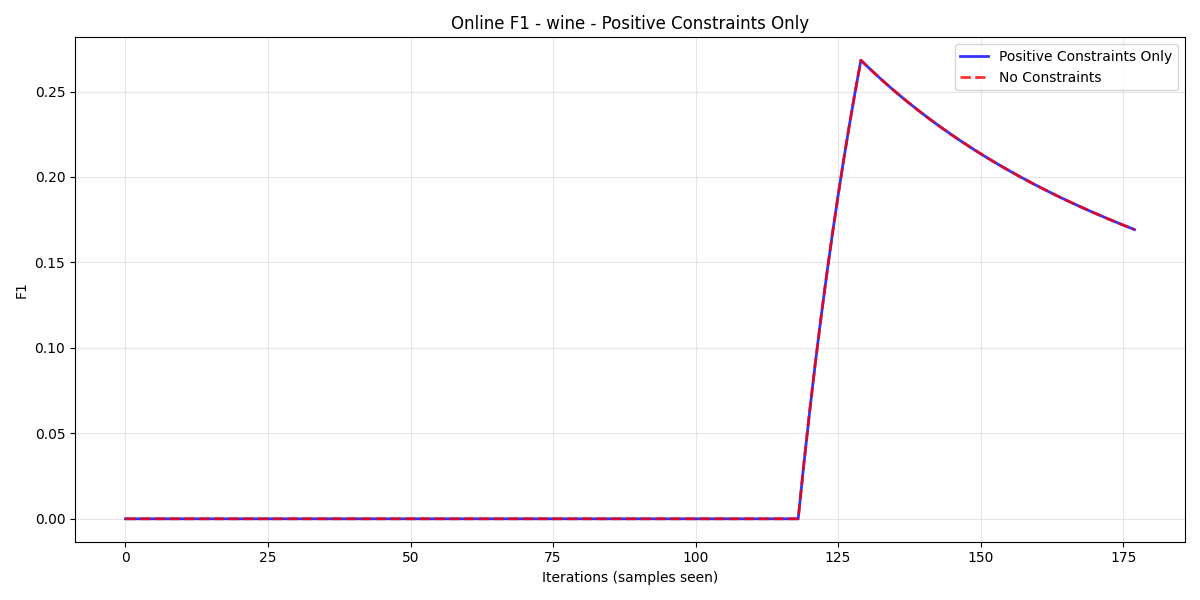 Online F1 - wine - Positive Constraints Only
Positive Constraints Only
No Constraints
0.25
0.20
0.15
0.10
0.05
0.00
F1
0 25 50 75 100 125 150 175
Iterations (samples seen)